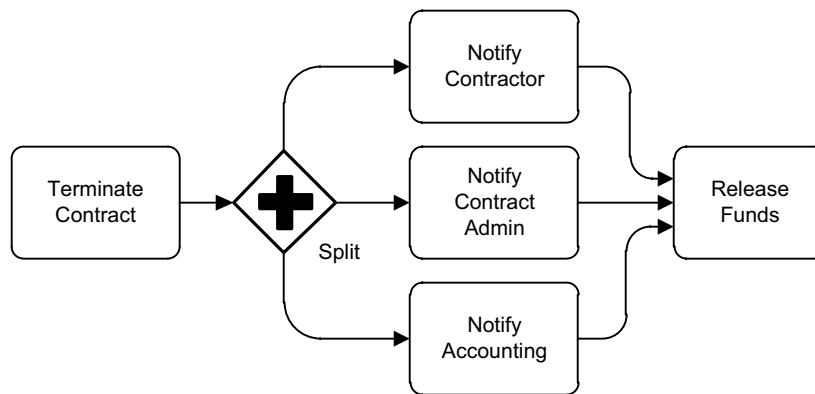 Terminate
Contract
Split
Notify
Contractor
Notify
Contract
Admin
Notify
Accounting
Release
Funds